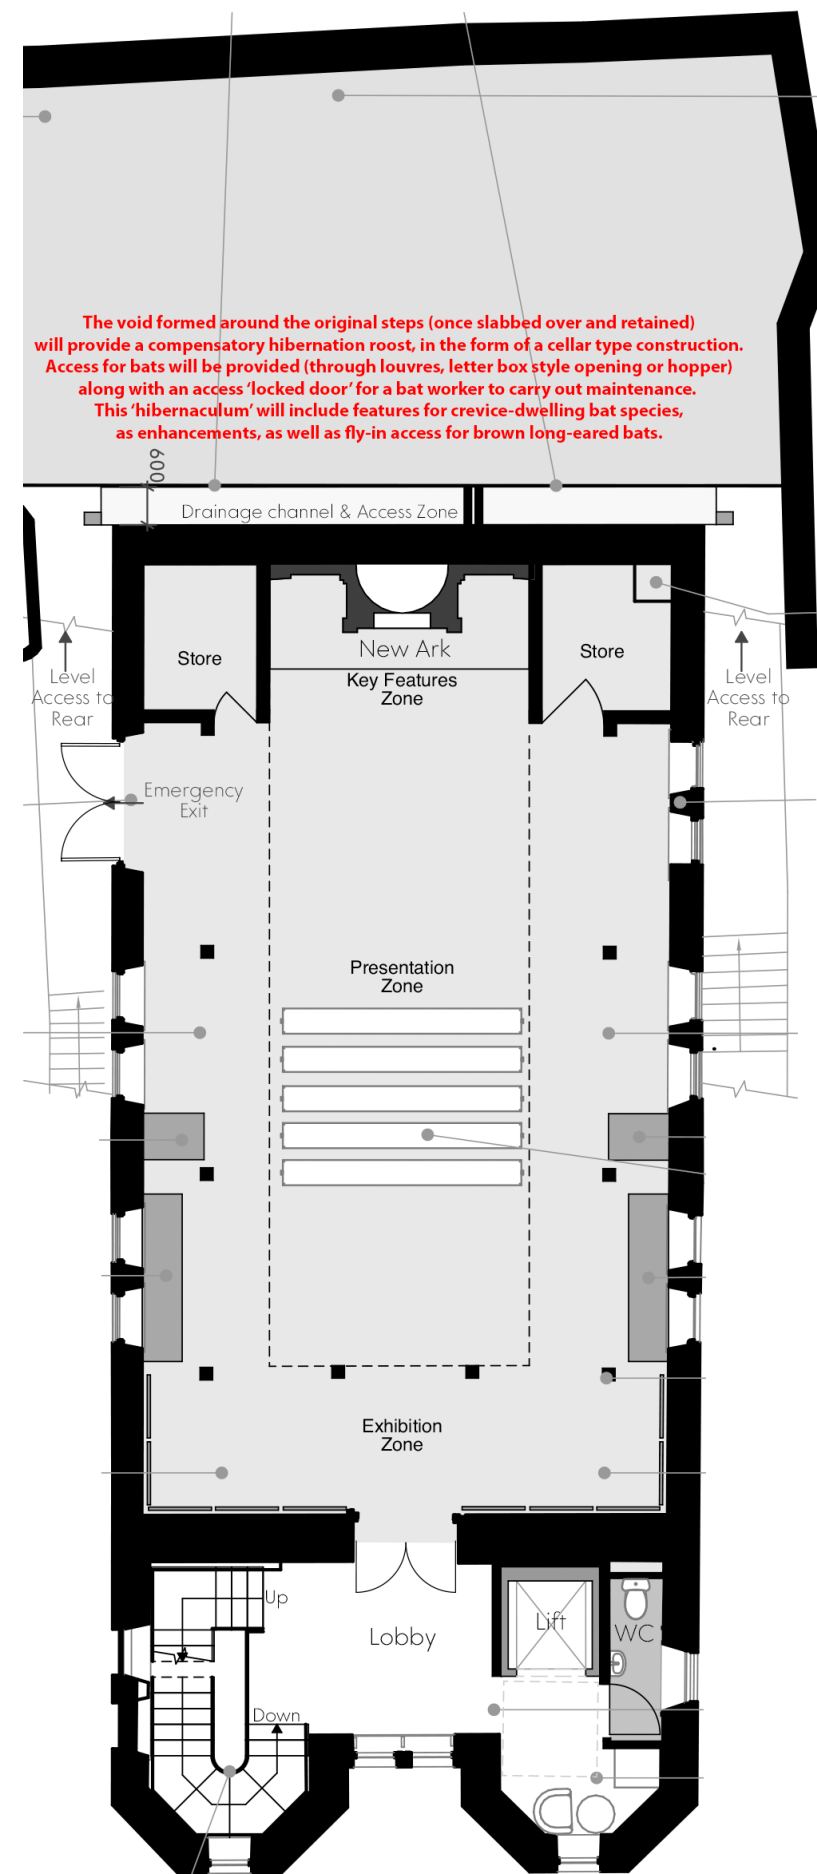 The void formed around the original steps (once slabbed over and retained)
will provide a compensatory hibernation roost, in the form of a cellar type construction.
Access for bats will be provided (through louvres, letter box style opening or hopper)
along with an access ‘locked door’ for a bat worker to carry out maintenance.
This ‘hibernaculum’ will include features for crevice-dwelling bat species,
as enhancements, as well as fly-in access for brown long-eared bats.
600
Drainage channel & Access Zone
Store
New Ark
Key Features
Zone
Store
Level
Access to
Rear
Level
Access to
Rear
Emergency
Exit
Presentation
Zone
Exhibition
Zone
Up
Lobby
Lift
WC
Down